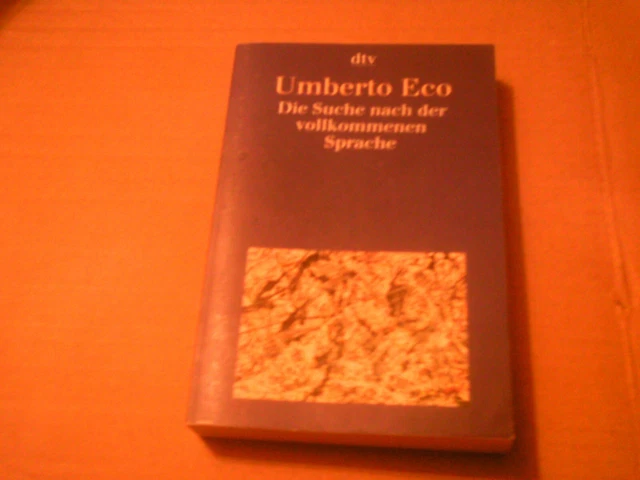 dtv
Umberto Eco
Die Suche nach der
vollkommenen
Sprache